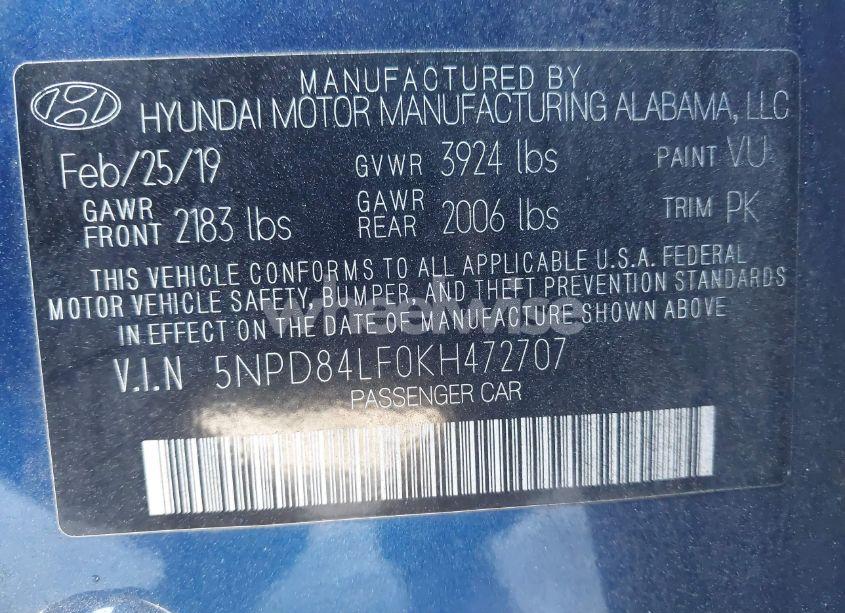 MANUFACTURED BY
HYUNDAI MOTOR MANUFACTURING ALABAMA, LLC
Feb/25/19 GVWR 3924 lbs PAINT VU
GAWR FRONT 2183 lbs GAWR REAR 2006 lbs TRIM PK
THIS VEHICLE CONFORMS TO ALL APPLICABLE U.S.A. FEDERAL
MOTOR VEHICLE SAFETY, BUMPER, AND THEFT PREVENTION STANDARDS
IN EFFECT ON THE DATE OF MANUFACTURE SHOWN ABOVE
wheelwise
V.I.N 5NPD84LF0KH472707
PASSENGER CAR